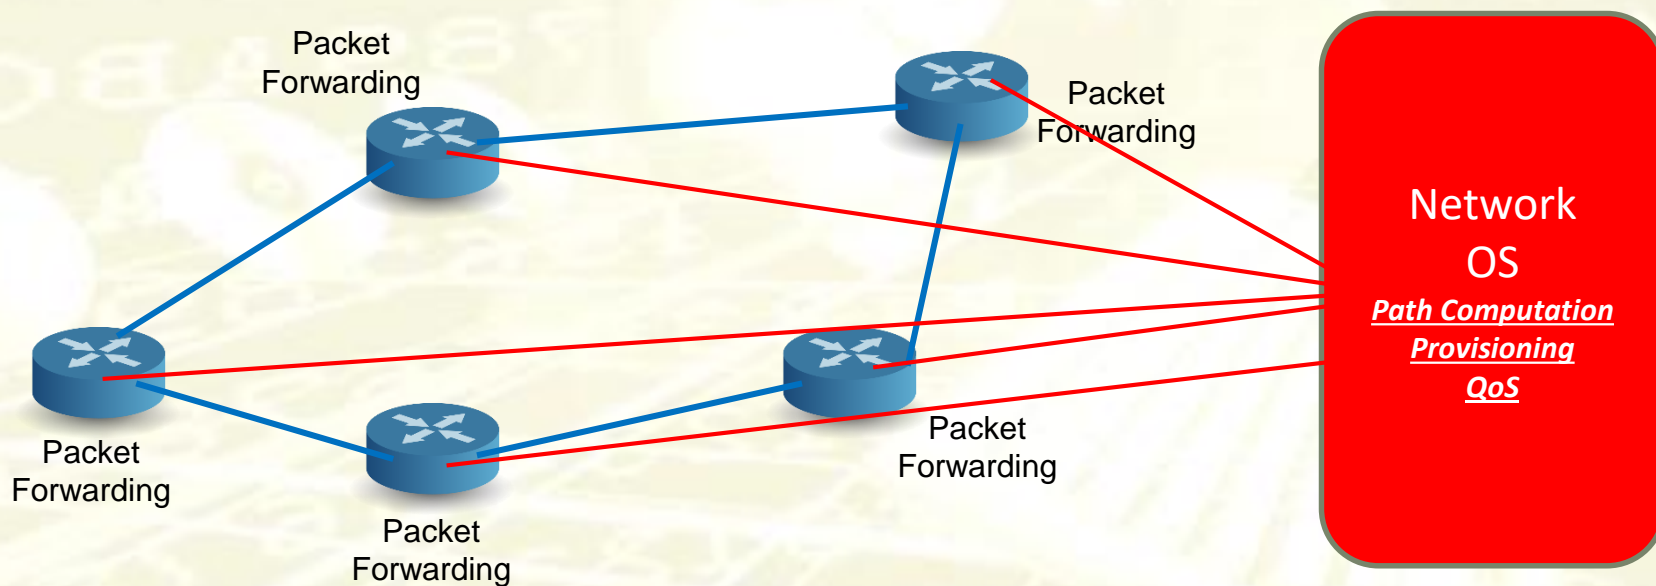 Packet
Forwarding
Packet
Forwarding
Network
OS
Path Computation
Provisioning
QoS
Packet
Forwarding
Packet
Forwarding
Packet
Forwarding